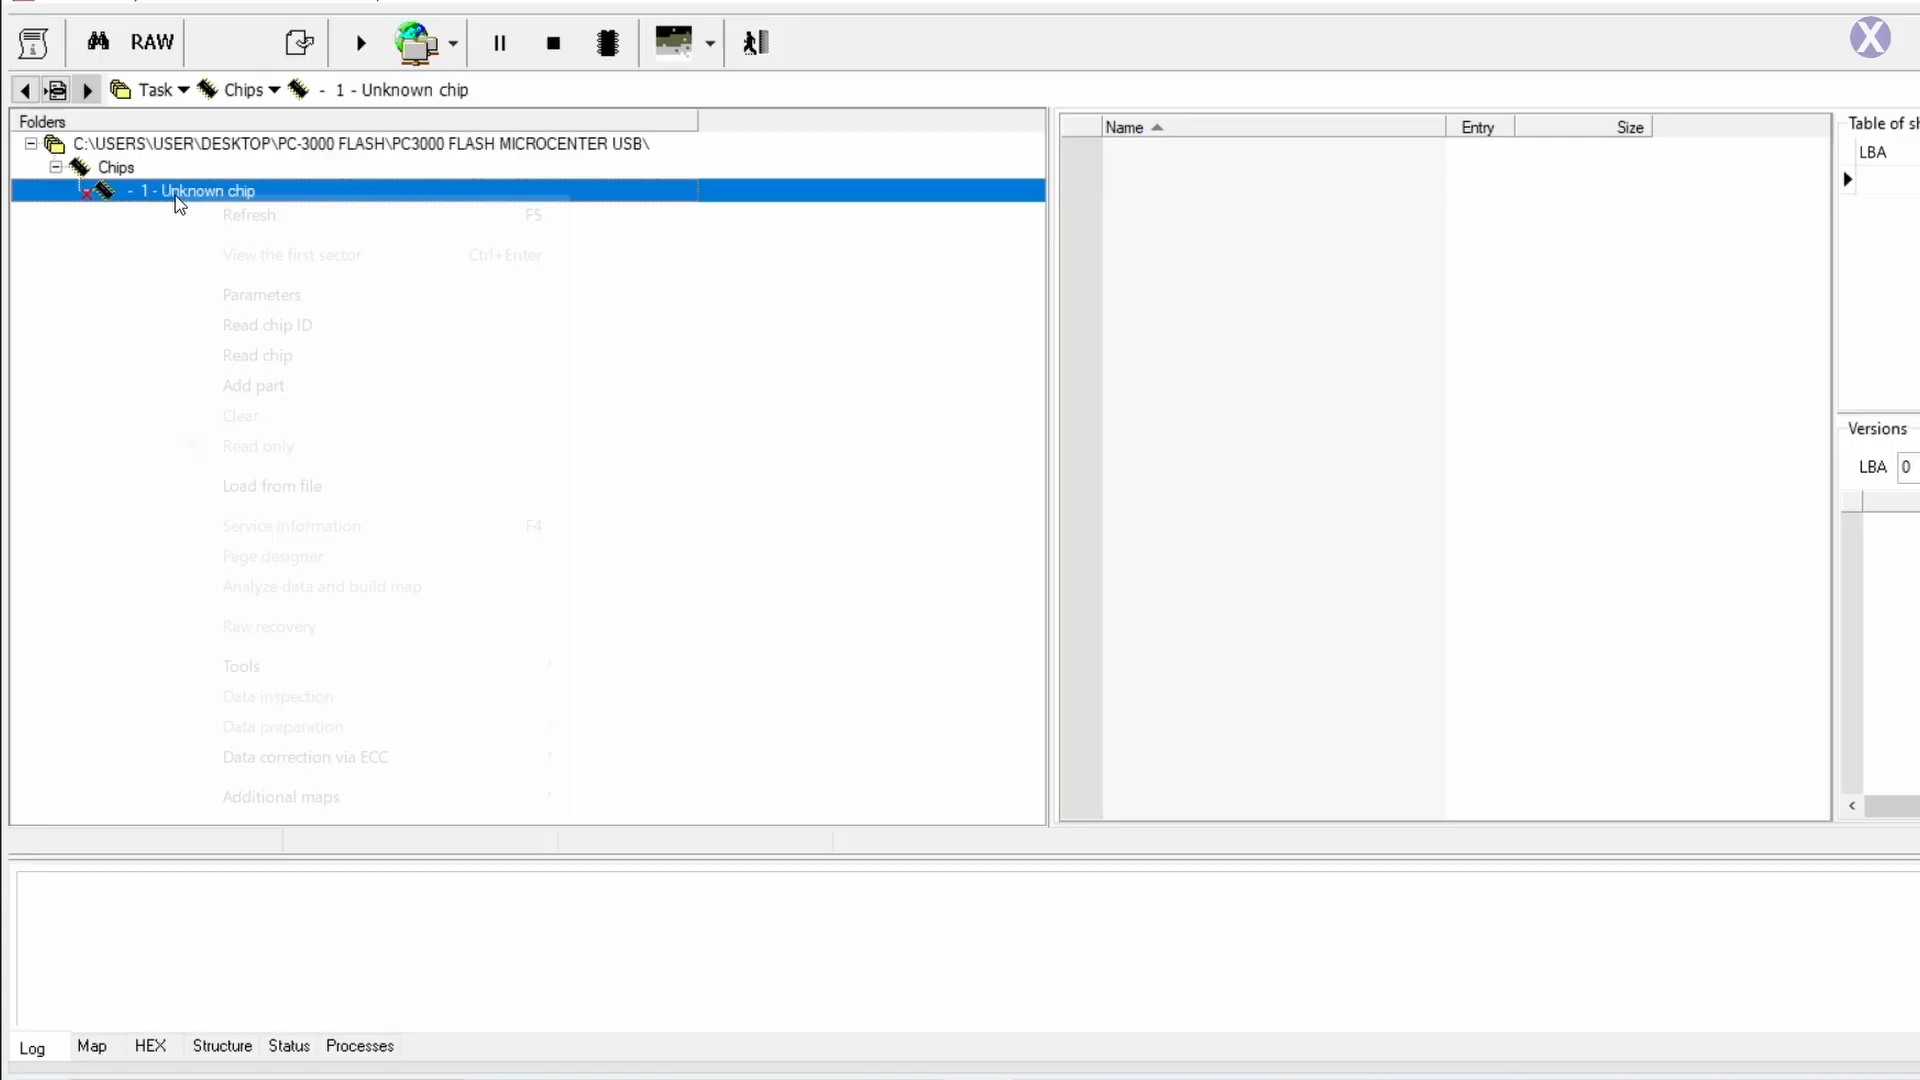 RAW
X
Task Chips - 1 - Unknown chip
Folders
C:\USERS\USER\DESKTOP\PC-3000 FLASH\PC3000 FLASH MICROCENTER USB\
Chips
- 1 - Unknown chip
Refresh F5
View the first sector Ctrl+Enter
Parameters
Read chip ID
Read chip
Add part
Clear
Read only
Load from file
Service information F4
Page designer
Analyze data and build map
Raw recovery
Tools
Data inspection
Data preparation
Data correction via ECC
Additional maps
Name Entry Size
Table of
LBA
Versions
LBA 0
Log Map HEX Structure Status Processes